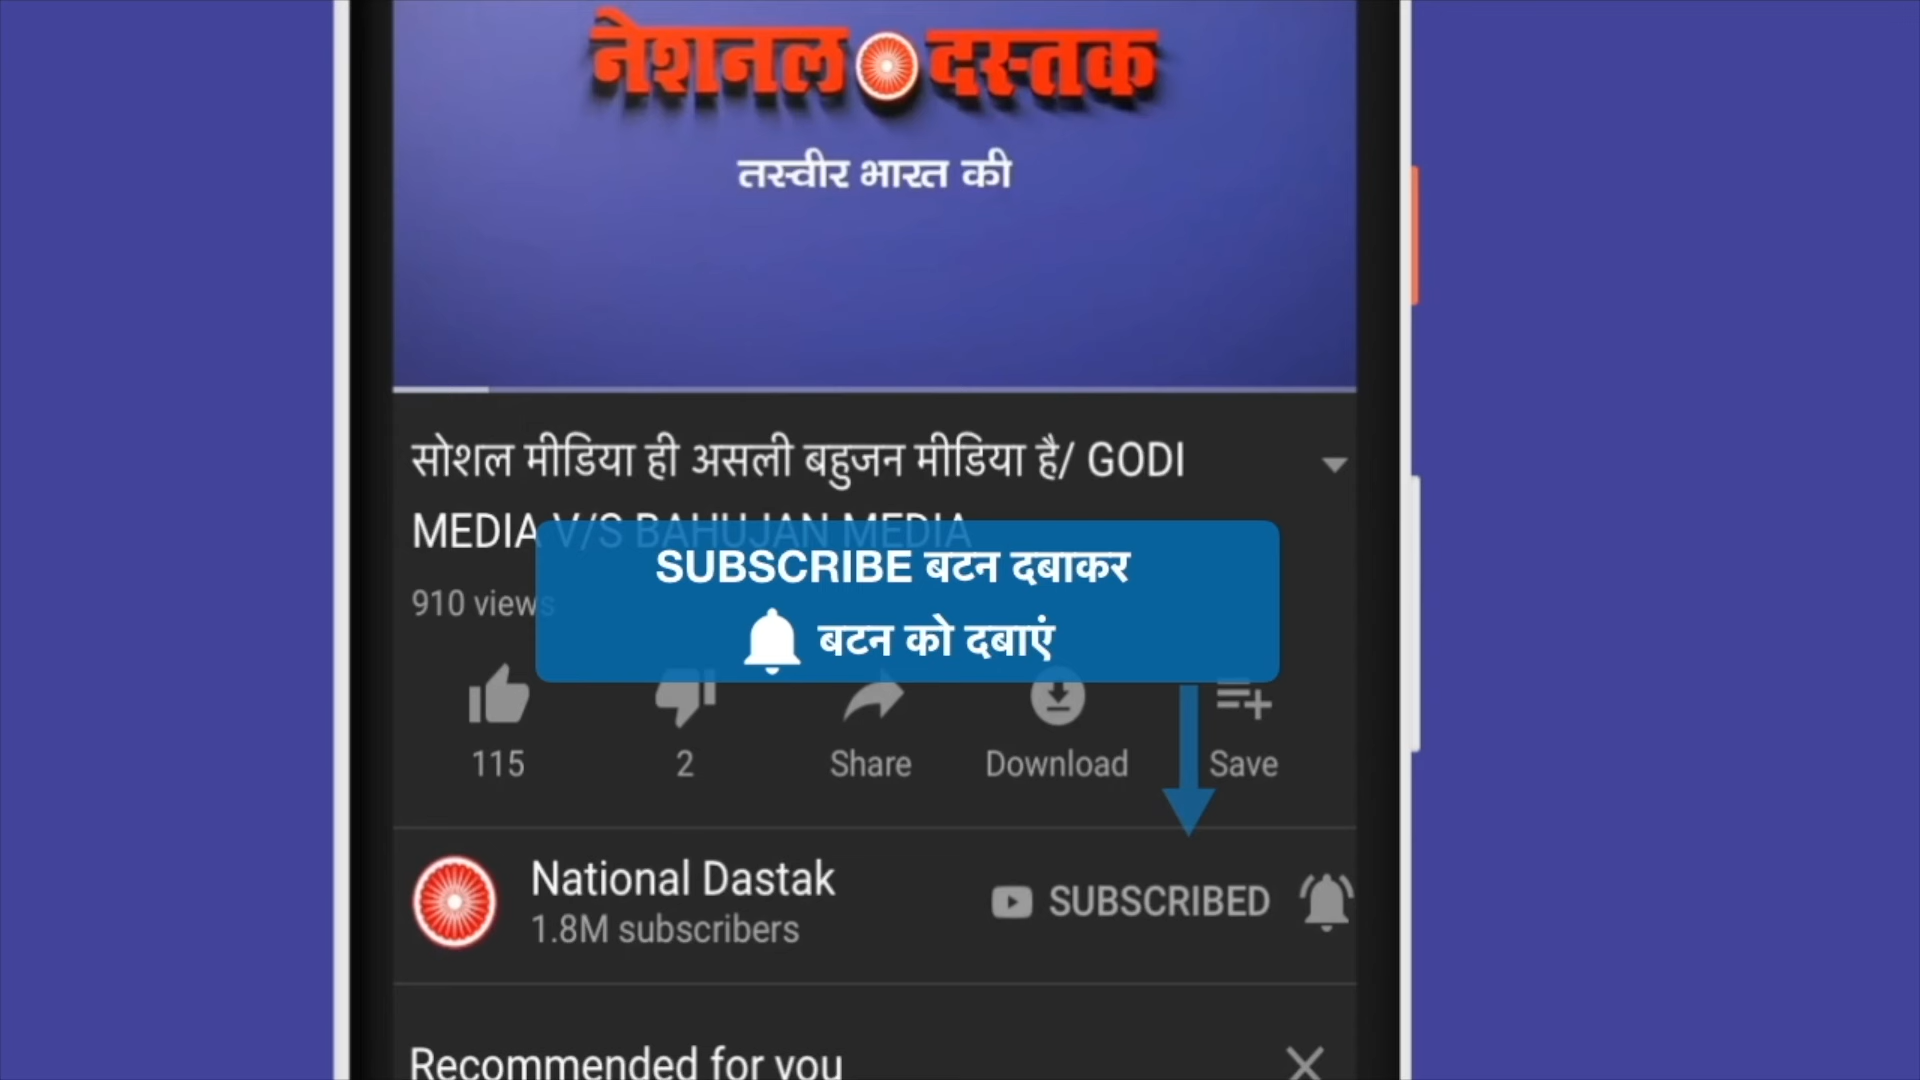 नेशनल दस्तक
तस्वीर भारत की
सोशल मीडिया ही असली बहुजन मीडिया है/ GODI
MEDIA V/S BAHUJAN MEDIA
910 views
SUBSCRIBE बटन दबाकर
बटन को दबाएं
115
2
Share
Download
Save
National Dastak
1.8M subscribers
SUBSCRIBED
Recommended for you